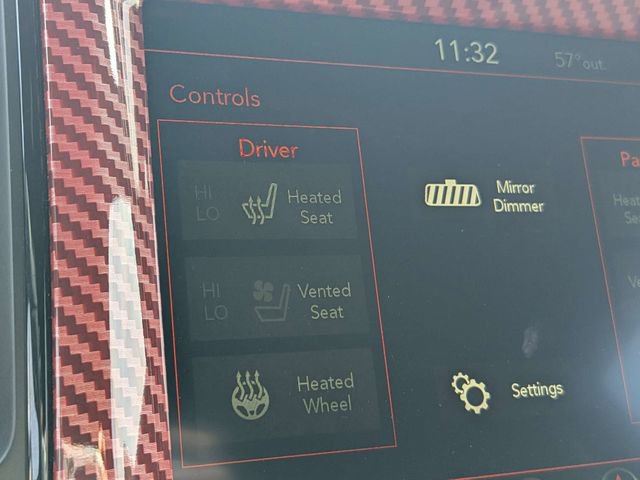 11:32 57° out.
Controls
Driver
HI
LO
Heated
Seat
Mirror
Dimmer
HI
LO
Vented
Seat
Heated
Wheel
Settings